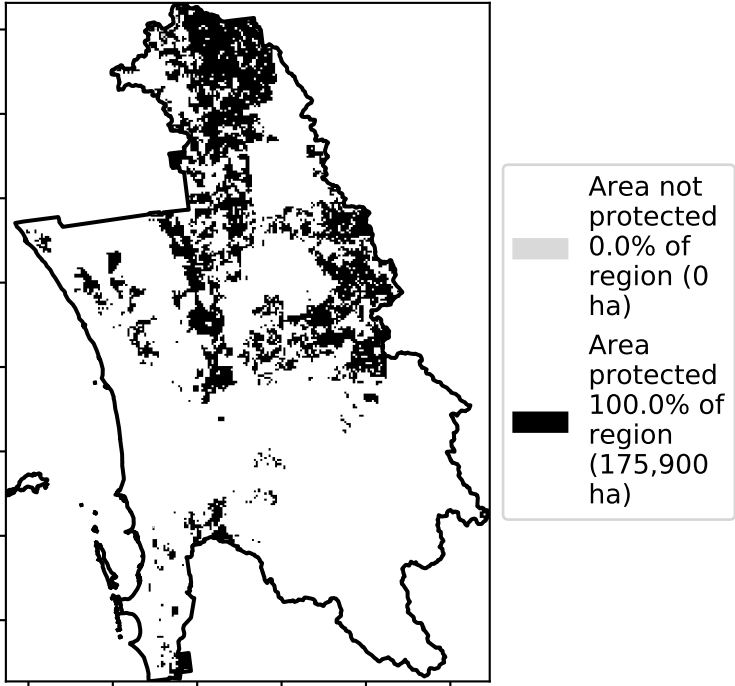 Area not
protected
0.0% of
region (0
ha)
Area
protected
100.0% of
region
(175,900
ha)